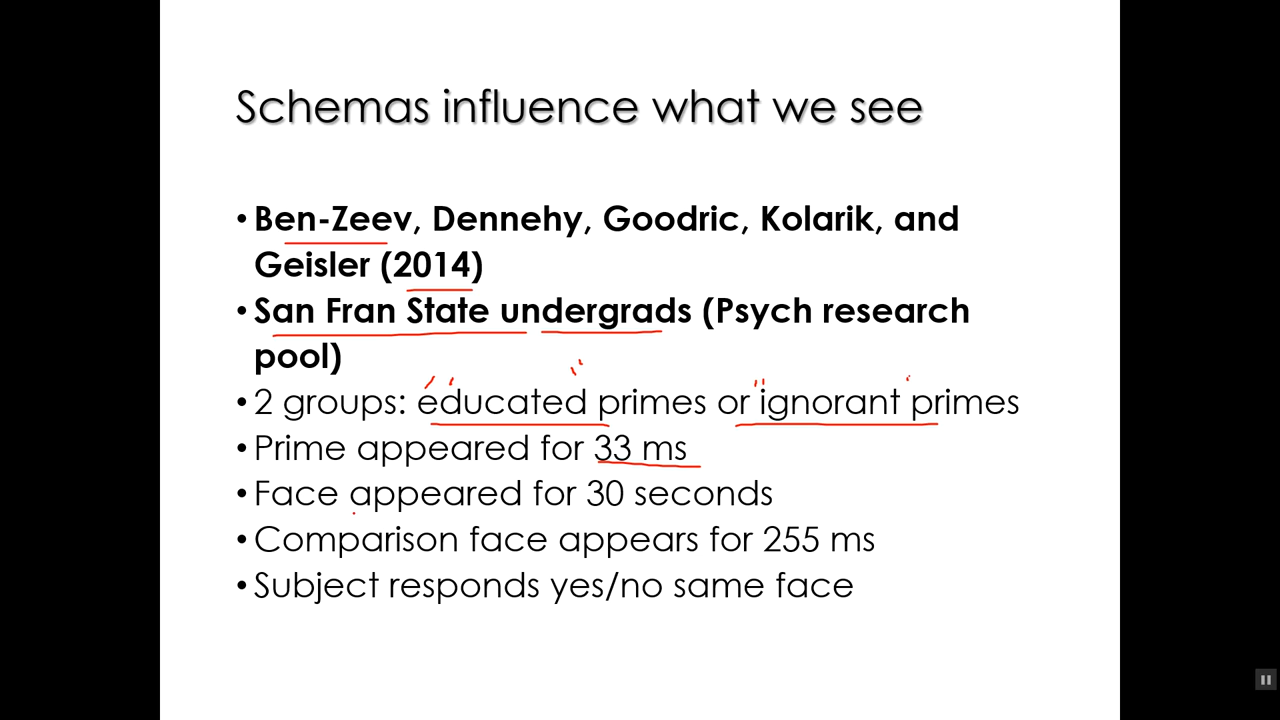 Schemas influence what we see
• Ben-Zeev, Dennehy, Goodric, Kolarik, and
Geisler (2014)
• San Fran State undergrads (Psych research
pool)
• 2 groups: educated primes or ignorant primes
• Prime appeared for 33 ms
• Face appeared for 30 seconds
• Comparison face appears for 255 ms
• Subject responds yes/no same face